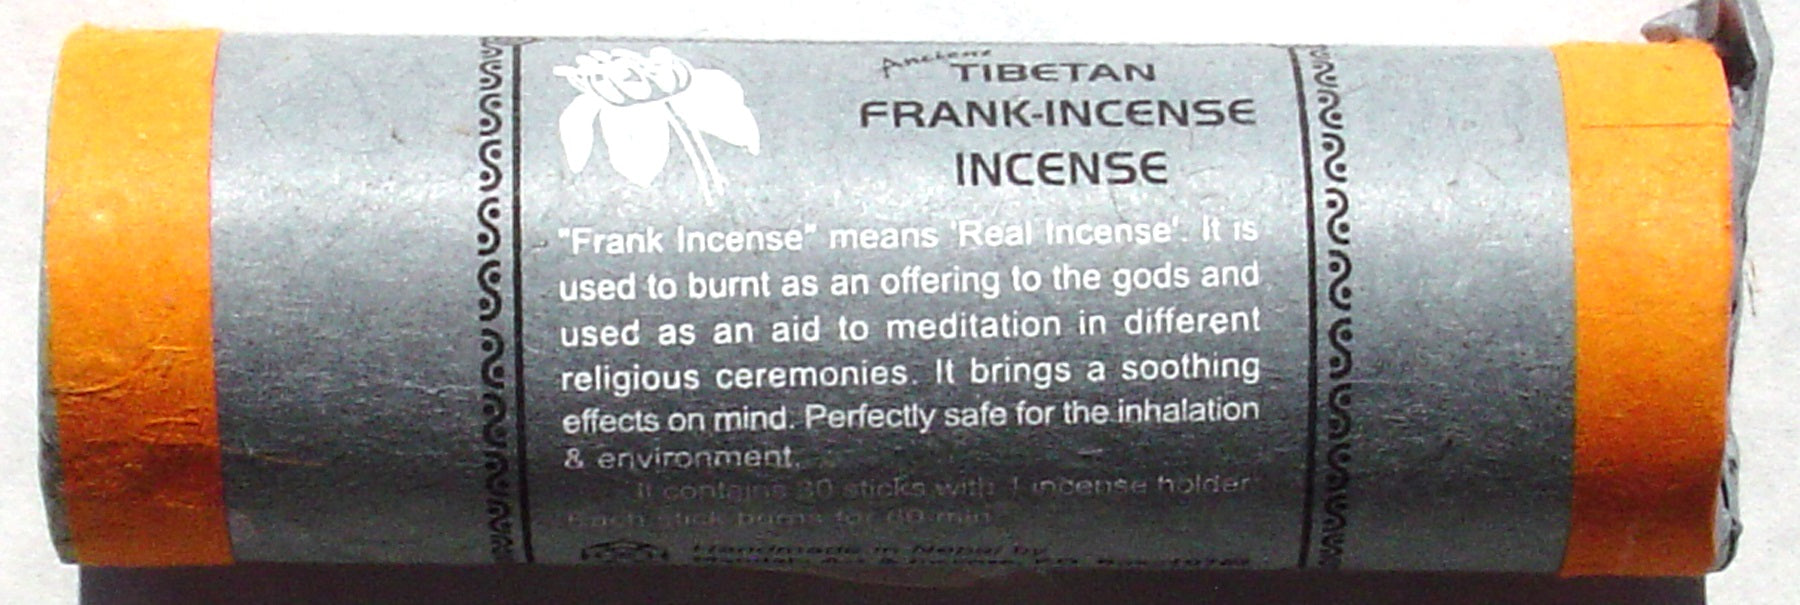 Ancient
TIBETAN
FRANK-INCENSE
INCENSE
"Frank Incense" means 'Real Incense'. It is
used to burnt as an offering to the gods and
used as an aid to meditation in different
religious ceremonies. It brings a soothing
effects on mind. Perfectly safe for the inhalation
& environment.
It contains 30 sticks with 1 incense holder
Each stick burns for 60 min
Handmade in Nepal by
& Incense, P.O. Box